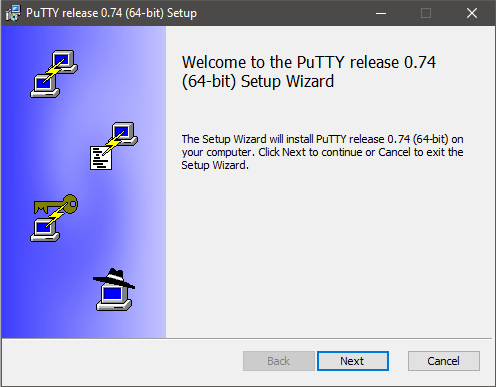 PuTTY release 0.74 (64-bit) Setup
Welcome to the PuTTY release 0.74
(64-bit) Setup Wizard
The Setup Wizard will install PuTTY release 0.74 (64-bit) on
your computer. Click Next to continue or Cancel to exit the
Setup Wizard.
Back
Next
Cancel